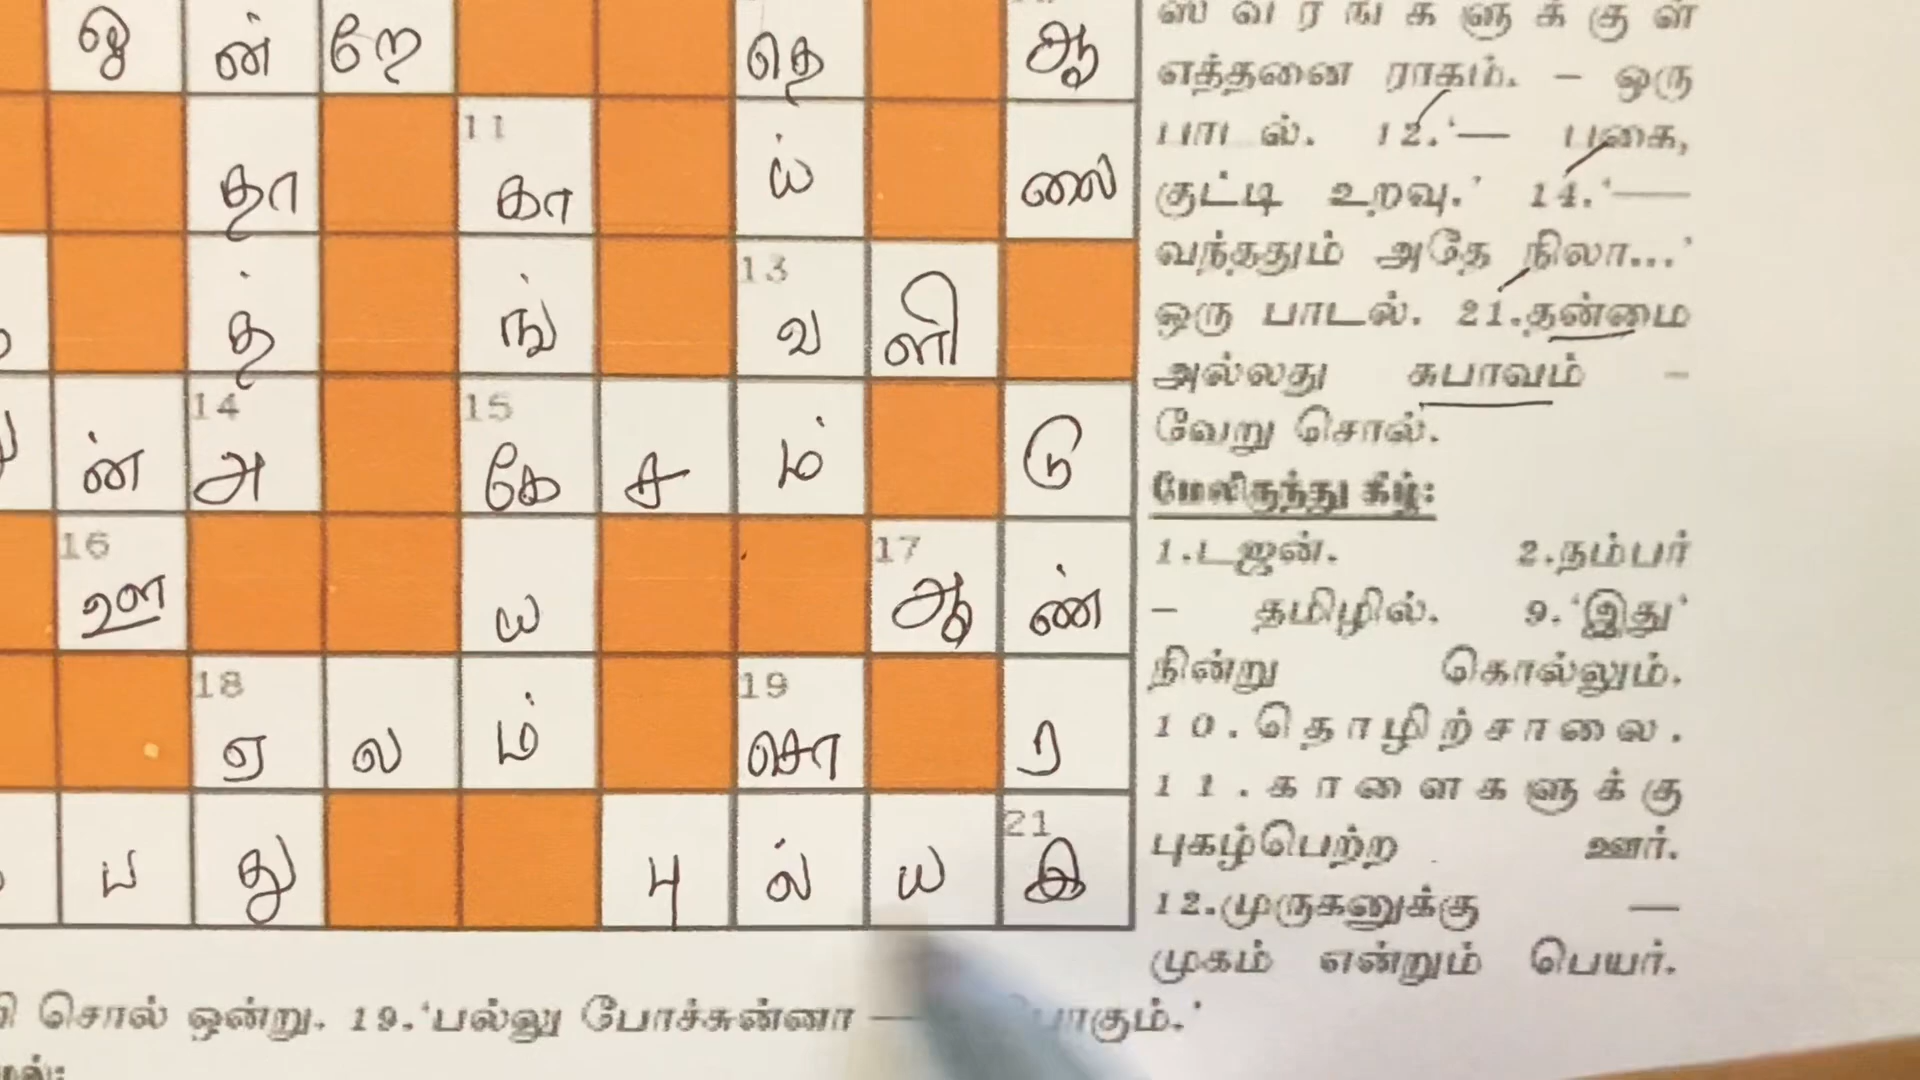 ஓ ன் றே தெ ஆ
தா 11 கா ய் லை
த் ங் 13 வ ளி
ன் 14 அ 15 கே ச ம் டு
16 ஊ ய 17 ஆ ண்
18 ஏ ல ம் 19 சொ ர
ப து பு ல் ய 21 இ
ஸ்வரங்களுக்குள்
எத்தனை ராகம். – ஒரு
பாடல். 12.‘— பகை,
குட்டி உறவு.’ 14.‘—
வந்ததும் அதே நிலா...’
ஒரு பாடல். 21.தன்மை
அல்லது சுபாவம் –
வேறு சொல்.
மேலிருந்து கீழ்:
1.டஜன். 2.நம்பர்
– தமிழில். 9.‘இது’
நின்று கொல்லும்.
10.தொழிற்சாலை.
11.காளைகளுக்கு
புகழ்பெற்ற ஊர்.
12.முருகனுக்கு —
முகம் என்றும் பெயர்.
சொல் ஒன்று. 19.‘பல்லு போச்சுன்னா —